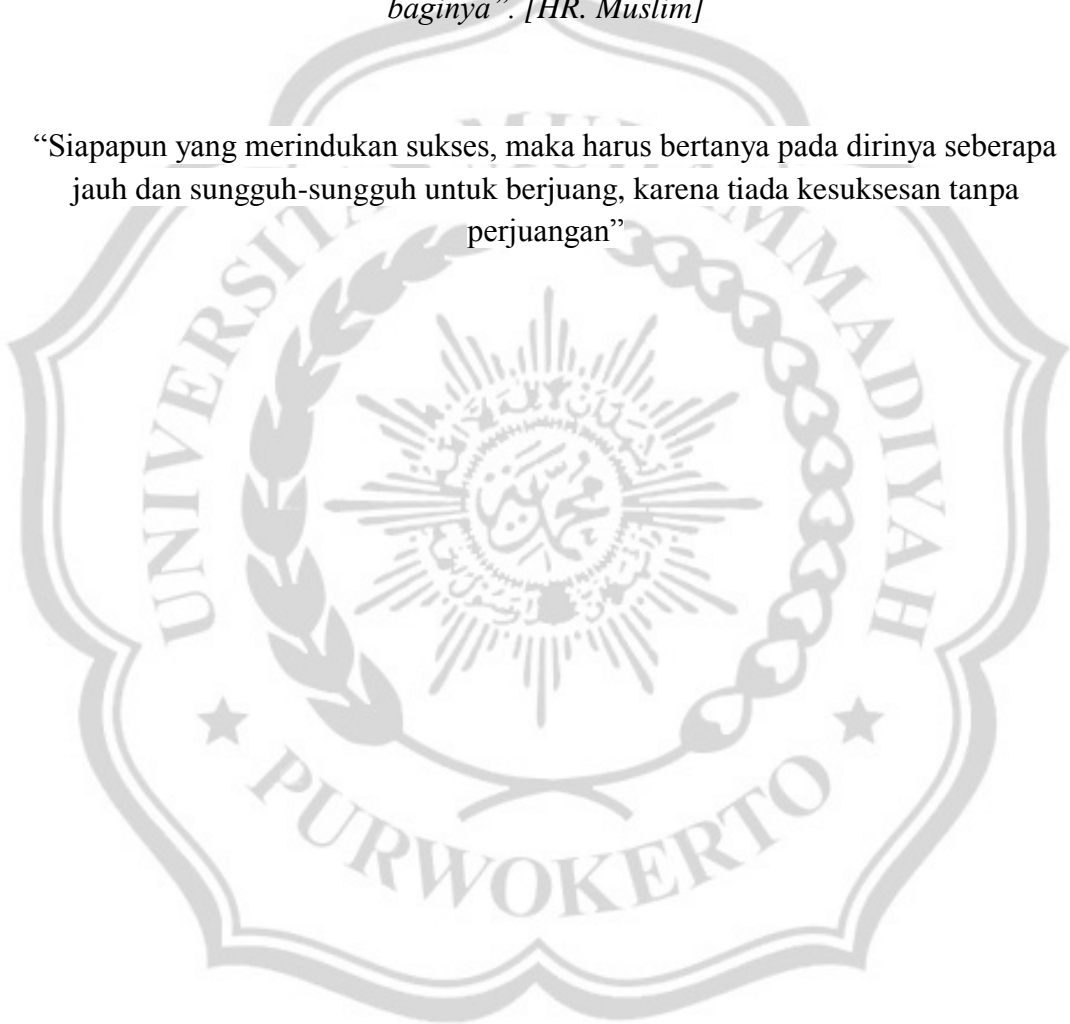 baginya”. [HR. Muslim]
“Siapapun yang merindukan sukses, maka harus bertanya pada dirinya seberapa
jauh dan sungguh-sungguh untuk berjuang, karena tiada kesuksesan tanpa
perjuangan”
UNIVERSITAS MUHAMMADIYAH
PURWOKERTO
محمد